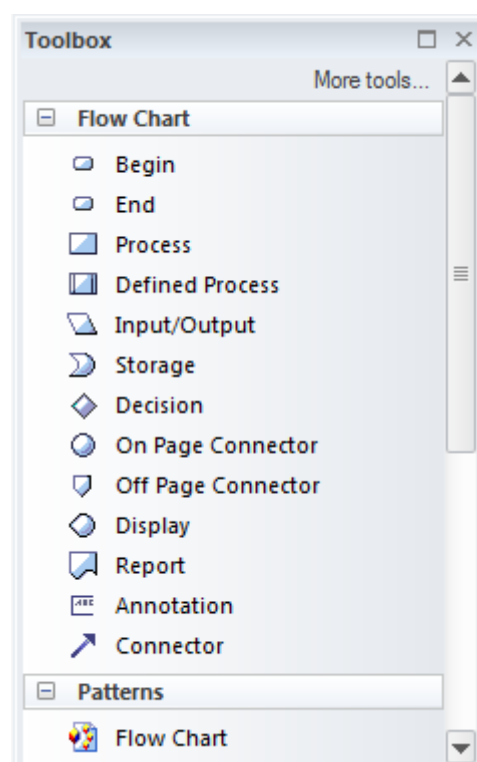 Toolbox
More tools...
Flow Chart
Begin
End
Process
Defined Process
Input/Output
Storage
Decision
On Page Connector
Off Page Connector
Display
Report
Annotation
Connector
Patterns
Flow Chart